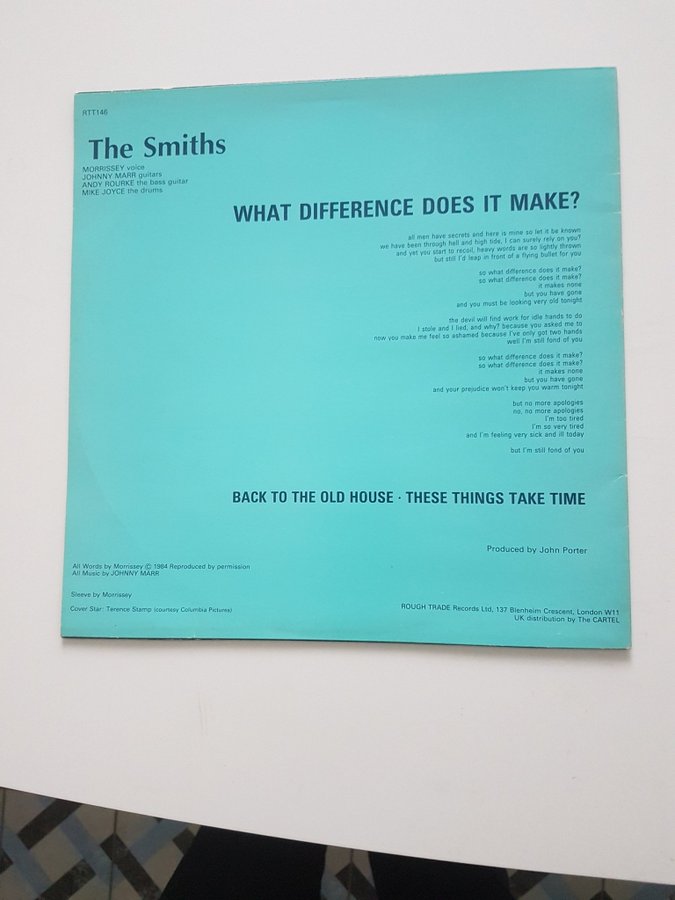 RTT146
The Smiths
MORRISSEY voice
JOHNNY MARR guitars
ANDY ROURKE the bass guitar
MIKE JOYCE the drums
WHAT DIFFERENCE DOES IT MAKE?
all men have secrets and here is mine so let it be known
we have been through hell and high tide, I can surely rely on you?
and yet you start to recoil, heavy words are so lightly thrown
but still I'd leap in front of a flying bullet for you
so what difference does it make?
so what difference does it make?
it makes none
but you have gone
and you must be looking very old tonight
the devil will find work for idle hands to do
I stole and I lied, and why? because you asked me to
now you make me feel so ashamed because I've only got two hands
well I'm still fond of you
so what difference does it make?
so what difference does it make?
it makes none
but you have gone
and your prejudice won't keep you warm tonight
but no more apologies
no, no more apologies
I'm too tired
I'm so very tired
and I'm feeling very sick and ill today
but I'm still fond of you
BACK TO THE OLD HOUSE · THESE THINGS TAKE TIME
Produced by John Porter
All Words by Morrissey © 1984 Reproduced by permission
All Music by JOHNNY MARR
Sleeve by Morrissey
Cover Star: Terence Stamp (courtesy Columbia Pictures)
ROUGH TRADE Records Ltd, 137 Blenheim Crescent, London W11
UK distribution by The CARTEL